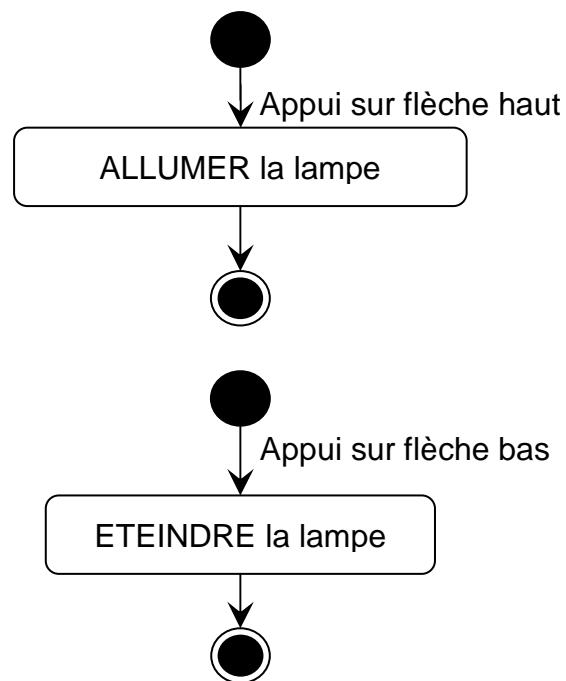 Appui sur flèche haut
ALLUMER la lampe
Appui sur flèche bas
ETEINDRE la lampe